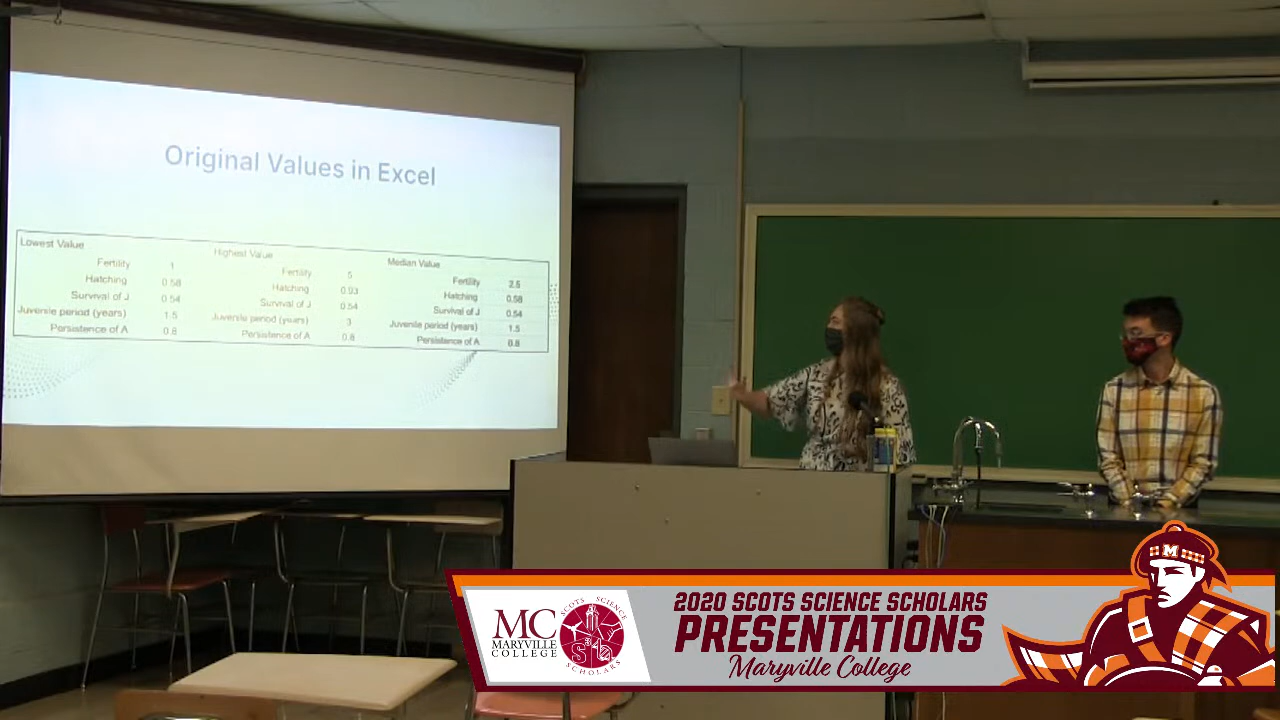 Original Values in Excel
Lowest Value
Fertility 1
Hatching 0.58
Survival of J 0.54
Juvenile period (years) 1.5
Persistence of A 0.8
Highest Value
Fertility 5
Hatching 0.93
Survival of J 0.54
Juvenile period (years) 3
Persistence of A 0.8
Median Value
Fertility 2.5
Hatching 0.58
Survival of J 0.54
Juvenile period (years) 1.5
Persistence of A 0.8
MC
MARYVILLE
COLLEGE
SCOTS SCIENCE
SCHOLARS
2020 SCOTS SCIENCE SCHOLARS
PRESENTATIONS
Maryville College
M